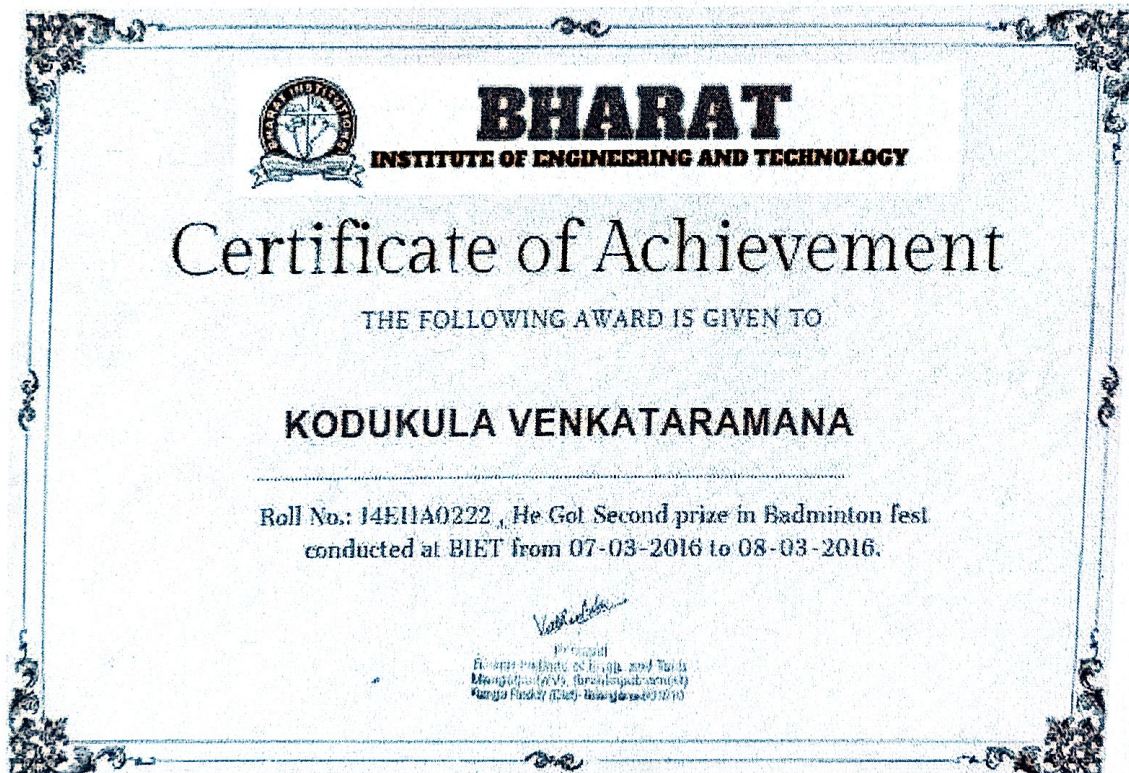 BHARAT INSTITUTIONS
BHARAT
INSTITUTE OF ENGINEERING AND TECHNOLOGY
Certificate of Achievement
THE FOLLOWING AWARD IS GIVEN TO
KODUKULA VENKATARAMANA
Roll No.: 14E11A0222 , He Got Second prize in Badminton fest
conducted at BIET from 07-03-2016 to 08-03-2016.
Principal